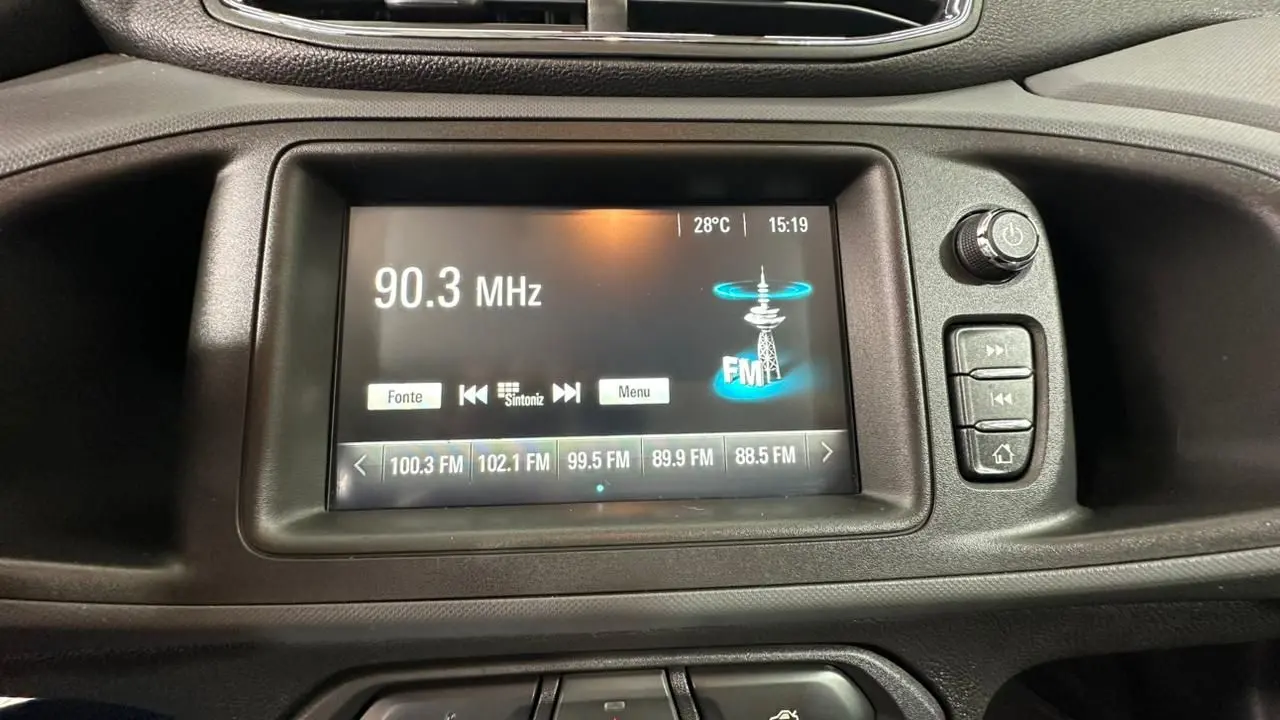 28°C 15:19
90.3 MHz
FM
Fonte Sintoniz Menu
100.3 FM 102.1 FM 99.5 FM 89.9 FM 88.5 FM